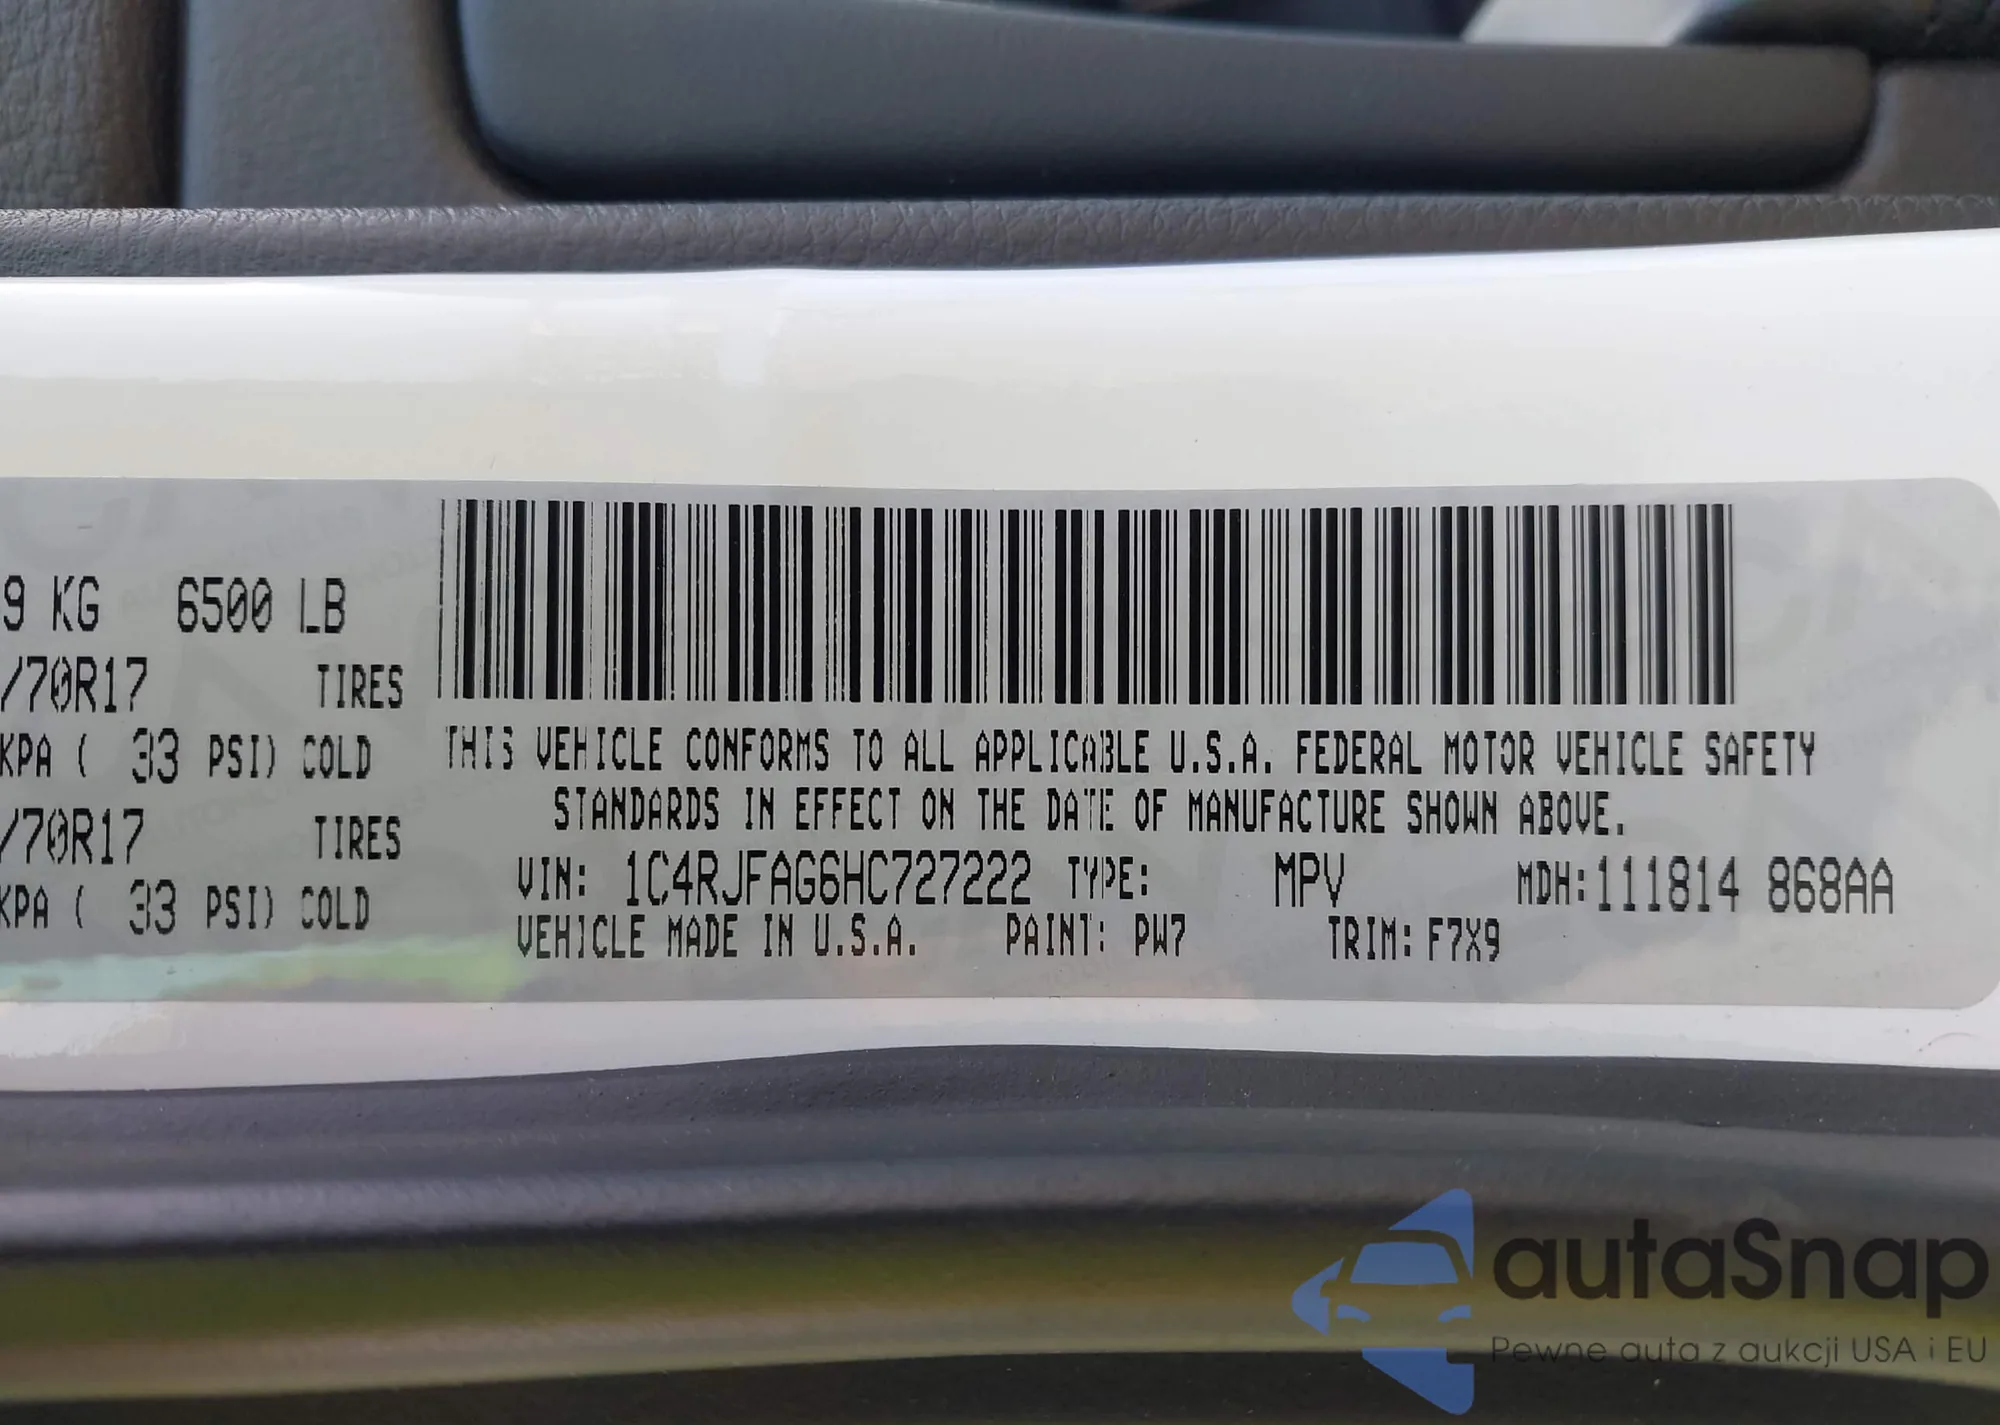 9 KG 6500 LB
/70R17 TIRES
KPA ( 33 PSI) COLD
/70R17 TIRES
KPA ( 33 PSI) COLD
THIS VEHICLE CONFORMS TO ALL APPLICABLE U.S.A. FEDERAL MOTOR VEHICLE SAFETY
STANDARDS IN EFFECT ON THE DATE OF MANUFACTURE SHOWN ABOVE.
VIN: 1C4RJFAG6HC727222 TYPE: MPV MDH:111814 868AA
VEHICLE MADE IN U.S.A. PAINT: PW7 TRIM: F7X9
autaSnap
Pewne auta z aukcji USA i EU